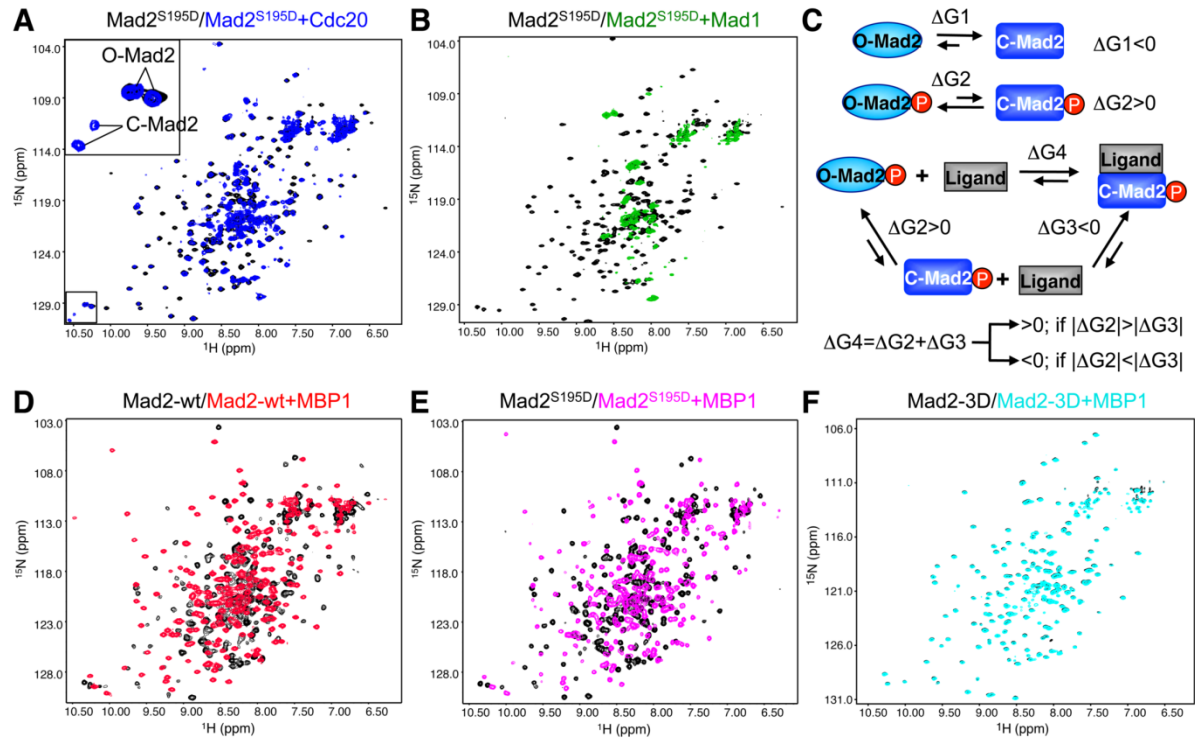 A
Mad2S195D/Mad2S195D+Cdc20
104.0
109.0
114.0
119.0
124.0
129.0
15N (ppm)
O-Mad2
C-Mad2
10.50 10.00 9.50 9.00 8.50 8.00 7.50 7.00 6.50
1H (ppm)
B
Mad2S195D/Mad2S195D+Mad1
104.0
109.0
114.0
119.0
124.0
129.0
15N (ppm)
10.50 10.00 9.50 9.00 8.50 8.00 7.50 7.00 6.50
1H (ppm)
C
O-Mad2 ΔG1 C-Mad2 ΔG1<0
O-Mad2 P ΔG2 C-Mad2 P ΔG2>0
O-Mad2 P + Ligand ΔG4 Ligand C-Mad2 P
ΔG2>0 ΔG3<0
C-Mad2 P + Ligand
ΔG4=ΔG2+ΔG3
>0; if |ΔG2|>|ΔG3|
<0; if |ΔG2|<|ΔG3|
D
Mad2-wt/Mad2-wt+MBP1
103.0
108.0
113.0
118.0
123.0
128.0
15N (ppm)
10.50 10.00 9.50 9.00 8.50 8.00 7.50 7.00 6.50
1H (ppm)
E
Mad2S195D/Mad2S195D+MBP1
103.0
108.0
113.0
118.0
123.0
128.0
15N (ppm)
10.50 10.00 9.50 9.00 8.50 8.00 7.50 7.00 6.50
1H (ppm)
F
Mad2-3D/Mad2-3D+MBP1
106.0
111.0
116.0
121.0
126.0
131.0
15N (ppm)
10.50 10.00 9.50 9.00 8.50 8.00 7.50 7.00 6.50
1H (ppm)